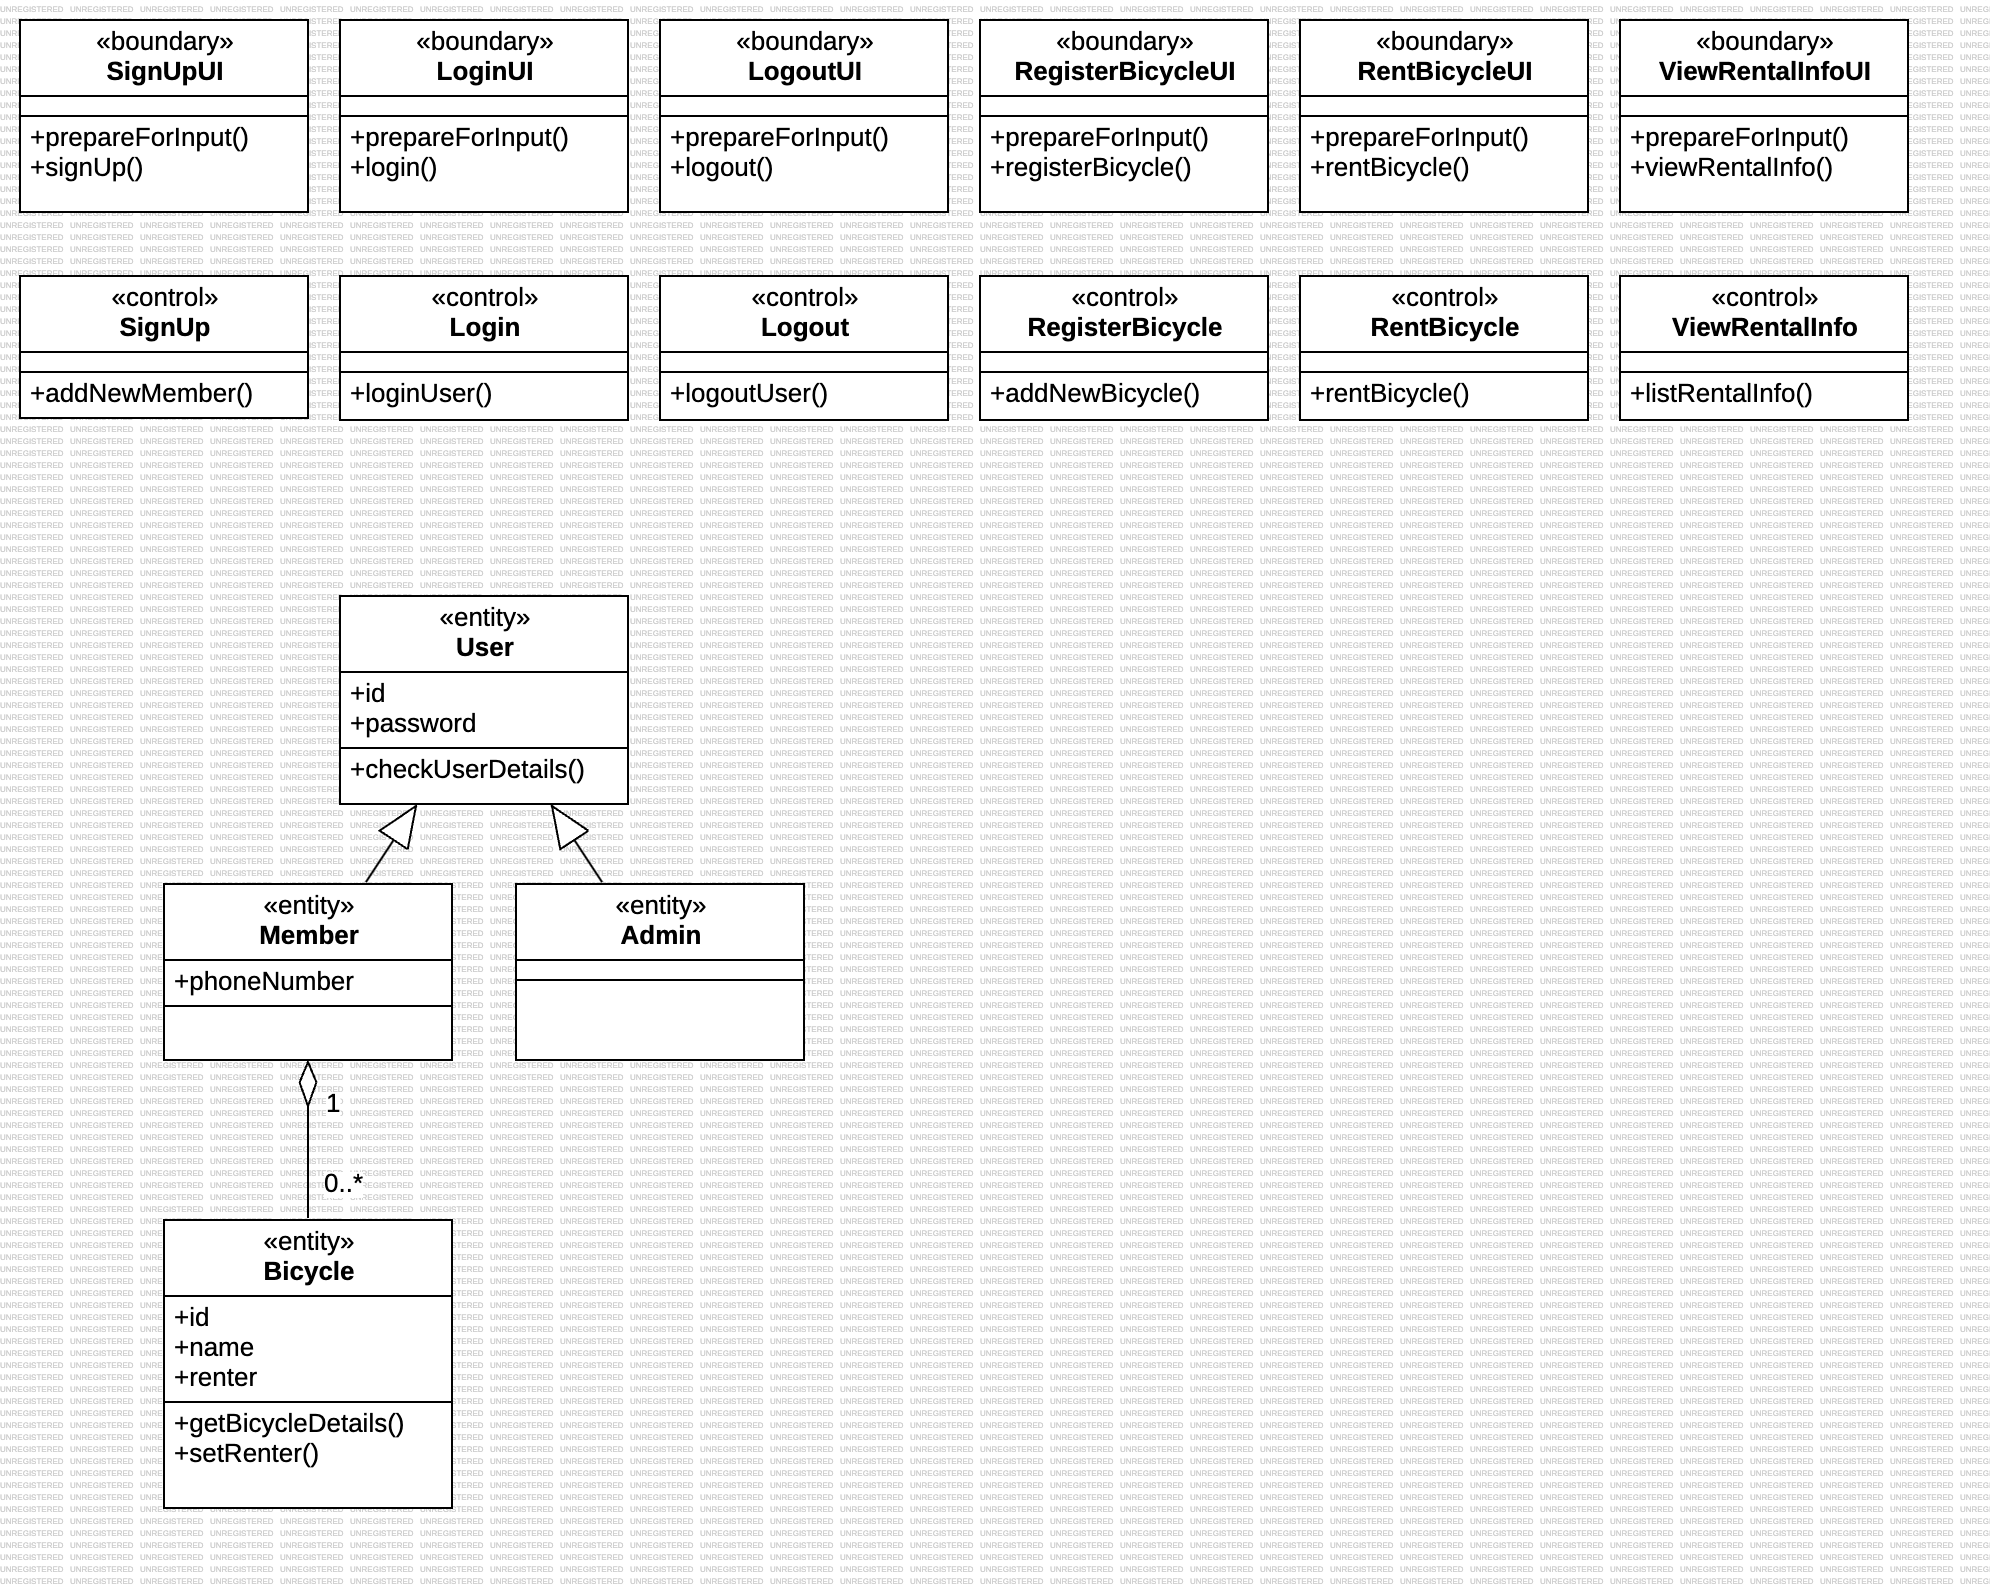 «boundary»
SignUpUI
+prepareForInput()
+signUp()
«boundary»
LoginUI
+prepareForInput()
+login()
«boundary»
LogoutUI
+prepareForInput()
+logout()
«boundary»
RegisterBicycleUI
+prepareForInput()
+registerBicycle()
«boundary»
RentBicycleUI
+prepareForInput()
+rentBicycle()
«boundary»
ViewRentalInfoUI
+prepareForInput()
+viewRentalInfo()
«control»
SignUp
+addNewMember()
«control»
Login
+loginUser()
«control»
Logout
+logoutUser()
«control»
RegisterBicycle
+addNewBicycle()
«control»
RentBicycle
+rentBicycle()
«control»
ViewRentalInfo
+listRentalInfo()
«entity»
User
+id
+password
+checkUserDetails()
«entity»
Member
+phoneNumber
«entity»
Admin
1
0..*
«entity»
Bicycle
+id
+name
+renter
+getBicycleDetails()
+setRenter()
UNREGISTERED